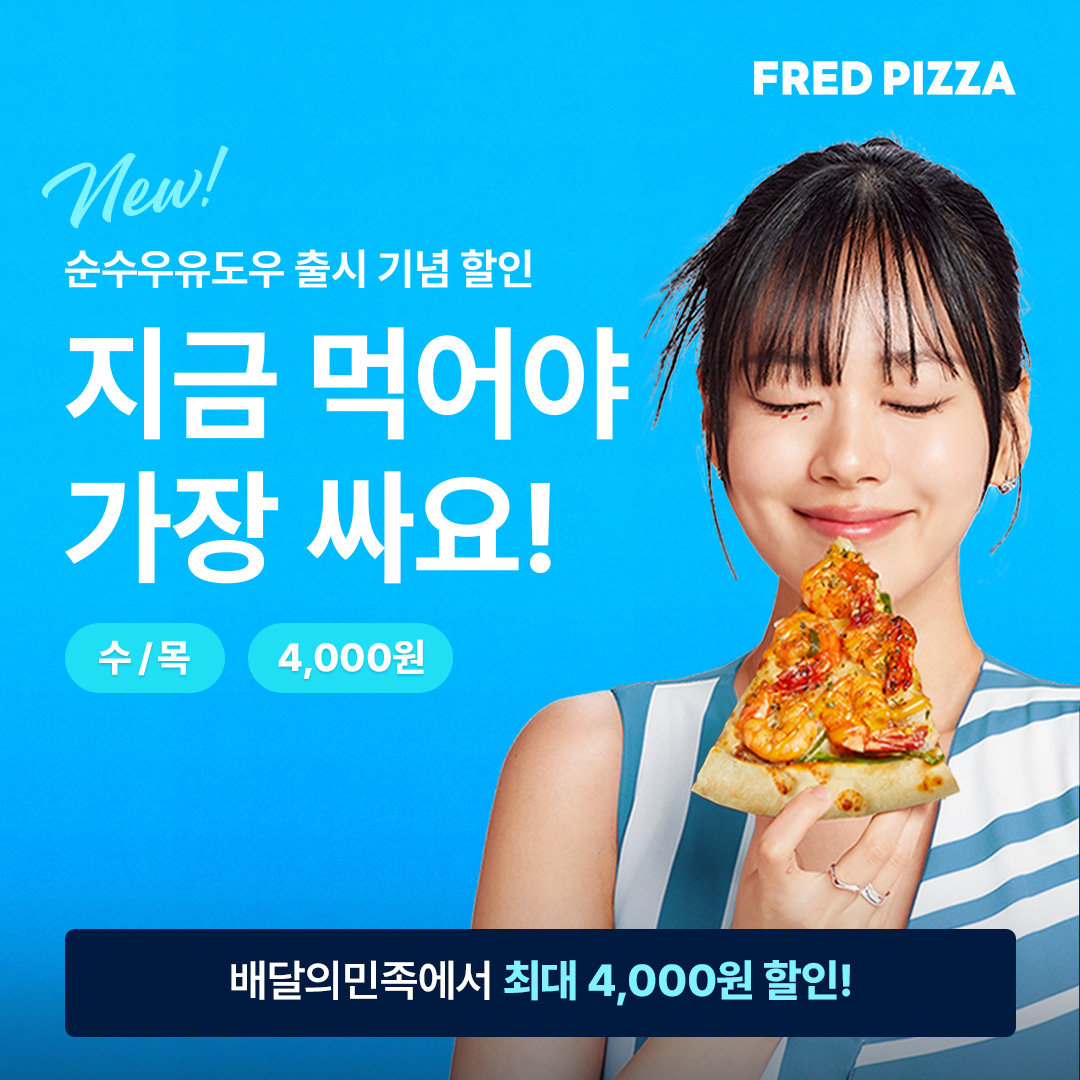 FRED PIZZA
New!
순수우유도우 출시 기념 할인
지금 먹어야
가장 싸요!
수/목 4,000원
배달의민족에서 최대 4,000원 할인!